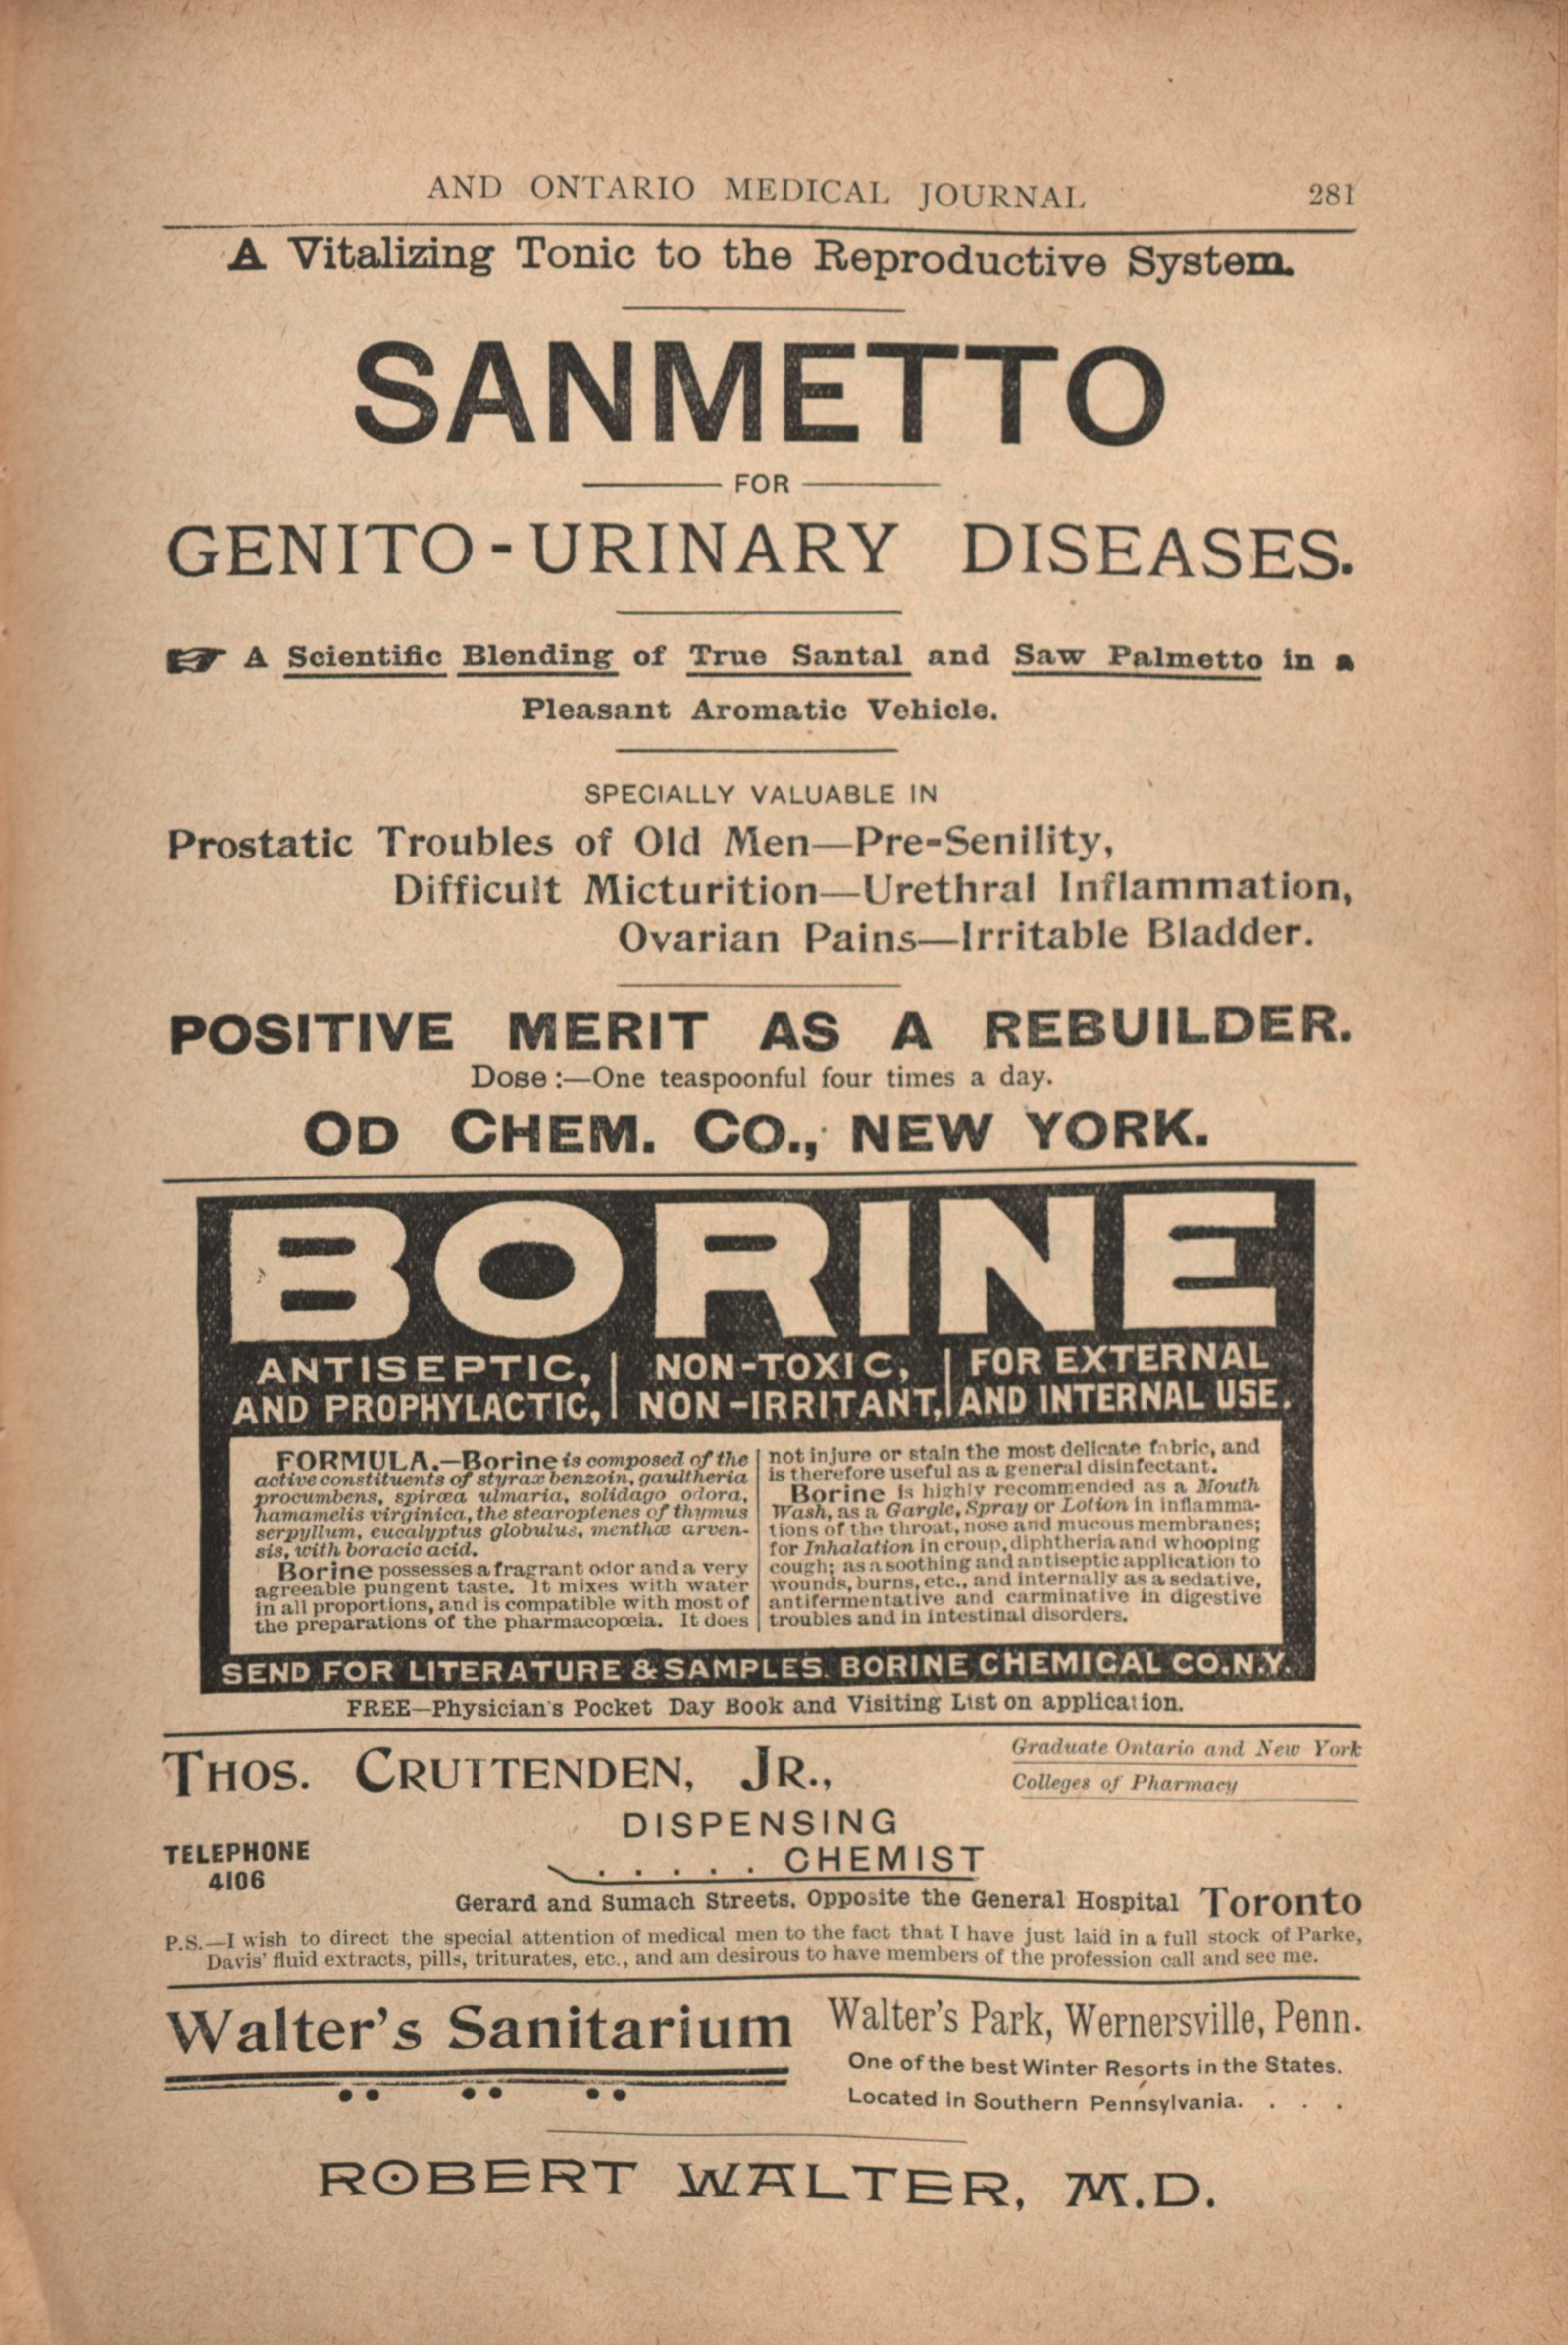 AND ONTARIO MEDICAL JOURNAL 281
A Vitalizing Tonic to the Reproductive System.
SANMETTO
FOR
GENITO-URINARY DISEASES.
A Scientific Blending of True Santal and Saw Palmetto in a
Pleasant Aromatic Vehicle.
SPECIALLY VALUABLE IN
Prostatic Troubles of Old Men—Pre-Senility,
Difficult Micturition—Urethral Inflammation,
Ovarian Pains—Irritable Bladder.
POSITIVE MERIT AS A REBUILDER.
Dose:—One teaspoonful four times a day.
OD CHEM. CO., NEW YORK.
BORINE
ANTISEPTIC,
AND PROPHYLACTIC,
NON-TOXIC,
NON-IRRITANT,
FOR EXTERNAL
AND INTERNAL USE.
FORMULA.—Borine is composed of the
active constituents of styrax benzoin, gaultheria
procumbens, spiræa ulmaria, solidago odora,
hamamelis virginica, the stearoptenes of thymus
serpyllum, eucalyptus globulus, menthæ arven-
sis, with boracic acid.
Borine possesses a fragrant odor and a very
agreeable pungent taste. It mixes with water
in all proportions, and is compatible with most of
the preparations of the pharmacopœia. It does
not injure or stain the most delicate fabric, and
is therefore useful as a general disinfectant.
Borine is highly recommended as a Mouth
Wash, as a Gargle, Spray or Lotion in inflamma-
tions of the throat, nose and mucous membranes;
for Inhalation in croup, diphtheria and whooping
cough; as a soothing and antiseptic application to
wounds, burns, etc., and internally as a sedative,
antifermentative and carminative in digestive
troubles and in intestinal disorders.
SEND FOR LITERATURE & SAMPLES. BORINE CHEMICAL CO. N.Y.
FREE—Physician's Pocket Day Book and Visiting List on application.
THOS. CRUTTENDEN, JR.,
Graduate Ontario and New York
Colleges of Pharmacy
DISPENSING
..... CHEMIST
TELEPHONE
4106
Gerard and Sumach Streets. Opposite the General Hospital Toronto
P.S.—I wish to direct the special attention of medical men to the fact that I have just laid in a full stock of Parke,
Davis' fluid extracts, pills, triturates, etc., and am desirous to have members of the profession call and see me.
Walter's Sanitarium
Walter's Park, Wernersville, Penn.
One of the best Winter Resorts in the States.
Located in Southern Pennsylvania. . . .
ROBERT WALTER, M.D.